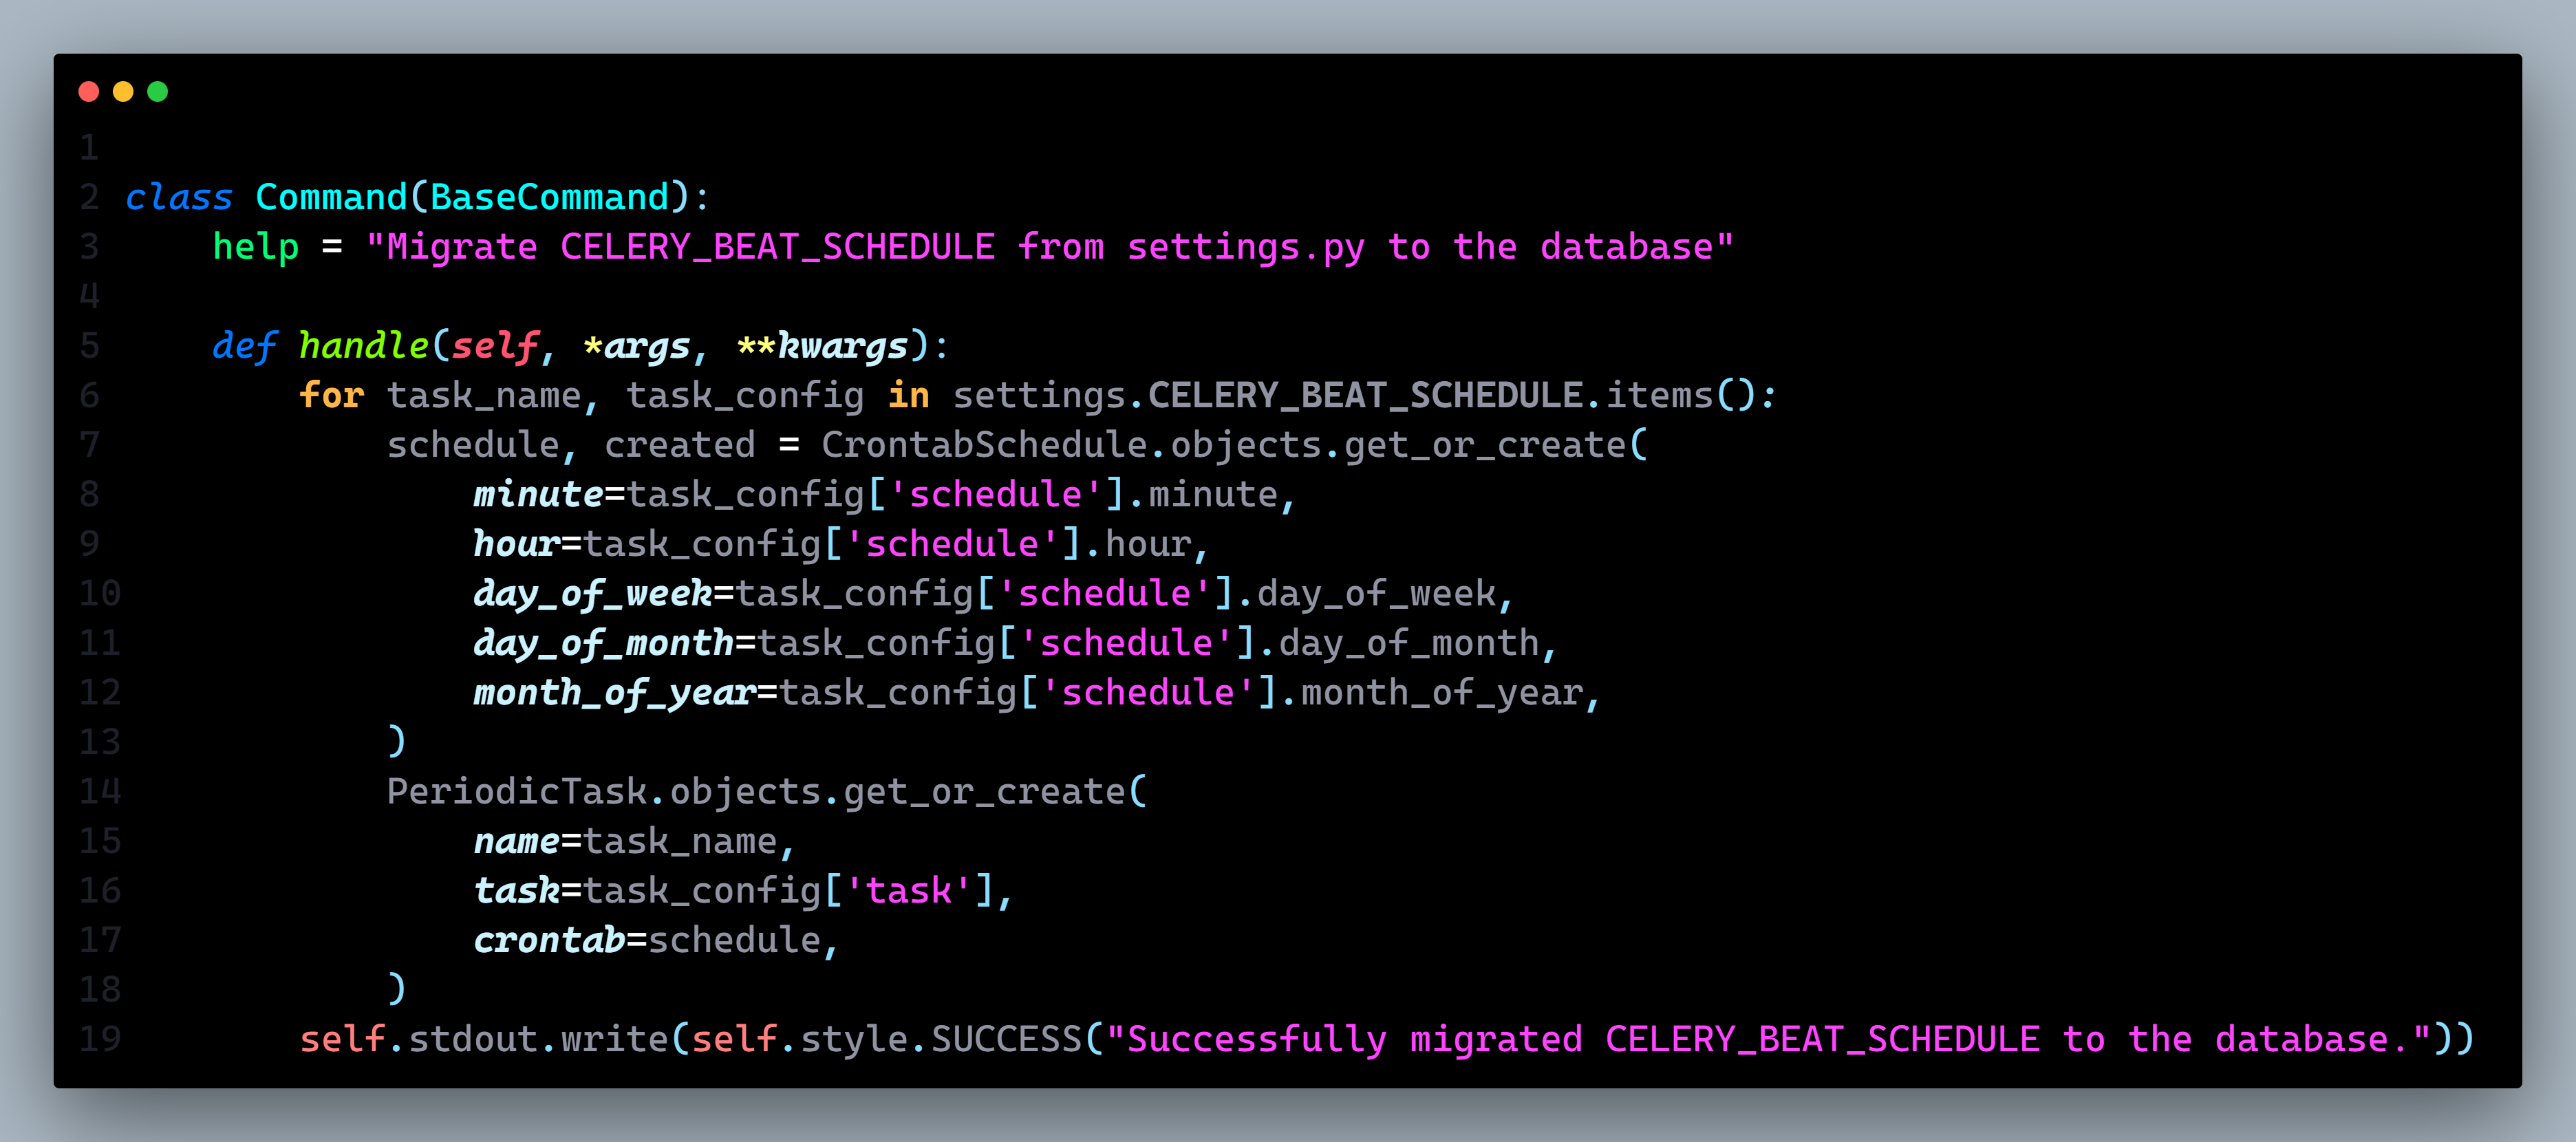 1
2 class Command(BaseCommand):
3     help = "Migrate CELERY_BEAT_SCHEDULE from settings.py to the database"
4
5     def handle(self, *args, **kwargs):
6         for task_name, task_config in settings.CELERY_BEAT_SCHEDULE.items():
7             schedule, created = CrontabSchedule.objects.get_or_create(
8                 minute=task_config['schedule'].minute,
9                 hour=task_config['schedule'].hour,
10                 day_of_week=task_config['schedule'].day_of_week,
11                 day_of_month=task_config['schedule'].day_of_month,
12                 month_of_year=task_config['schedule'].month_of_year,
13             )
14             PeriodicTask.objects.get_or_create(
15                 name=task_name,
16                 task=task_config['task'],
17                 crontab=schedule,
18             )
19         self.stdout.write(self.style.SUCCESS("Successfully migrated CELERY_BEAT_SCHEDULE to the database."))